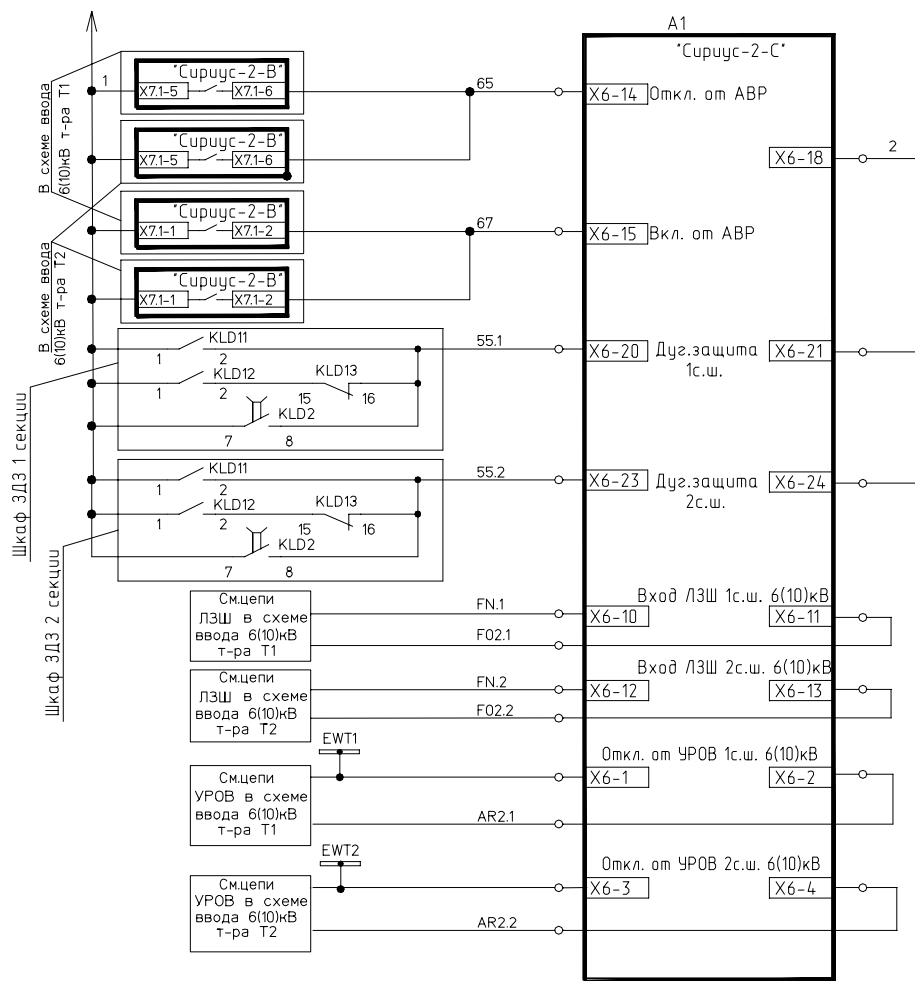 A1
"Сириус-2-С"
1
"Сириус-2-В"
X7.1-5
X7.1-6
65
X6-14
Откл. от АВР
"Сириус-2-В"
X7.1-5
X7.1-6
X6-18
2
"Сириус-2-В"
X7.1-1
X7.1-2
67
X6-15
Вкл. от АВР
"Сириус-2-В"
X7.1-1
X7.1-2
В схеме ввода
6(10)кВ т-ра Т1
В схеме ввода
6(10)кВ т-ра Т2
KLD11
1
2
55.1
X6-20
Дуг.защита
1с.ш.
X6-21
KLD12
1
2
KLD13
15
16
KLD2
7
8
Шкаф ЗДЗ 1 секции
KLD11
1
2
55.2
X6-23
Дуг.защита
2с.ш.
X6-24
KLD12
1
2
KLD13
15
16
KLD2
7
8
Шкаф ЗДЗ 2 секции
См.цепи
ЛЗШ в схеме
ввода 6(10)кВ
т-ра Т1
FN.1
F02.1
Вход ЛЗШ 1с.ш. 6(10)кВ
X6-10
X6-11
См.цепи
ЛЗШ в схеме
ввода 6(10)кВ
т-ра Т2
FN.2
F02.2
Вход ЛЗШ 2с.ш. 6(10)кВ
X6-12
X6-13
EWT1
См.цепи
УРОВ в схеме
ввода 6(10)кВ
т-ра Т1
AR2.1
Откл. от УРОВ 1с.ш. 6(10)кВ
X6-1
X6-2
EWT2
См.цепи
УРОВ в схеме
ввода 6(10)кВ
т-ра Т2
AR2.2
Откл. от УРОВ 2с.ш. 6(10)кВ
X6-3
X6-4